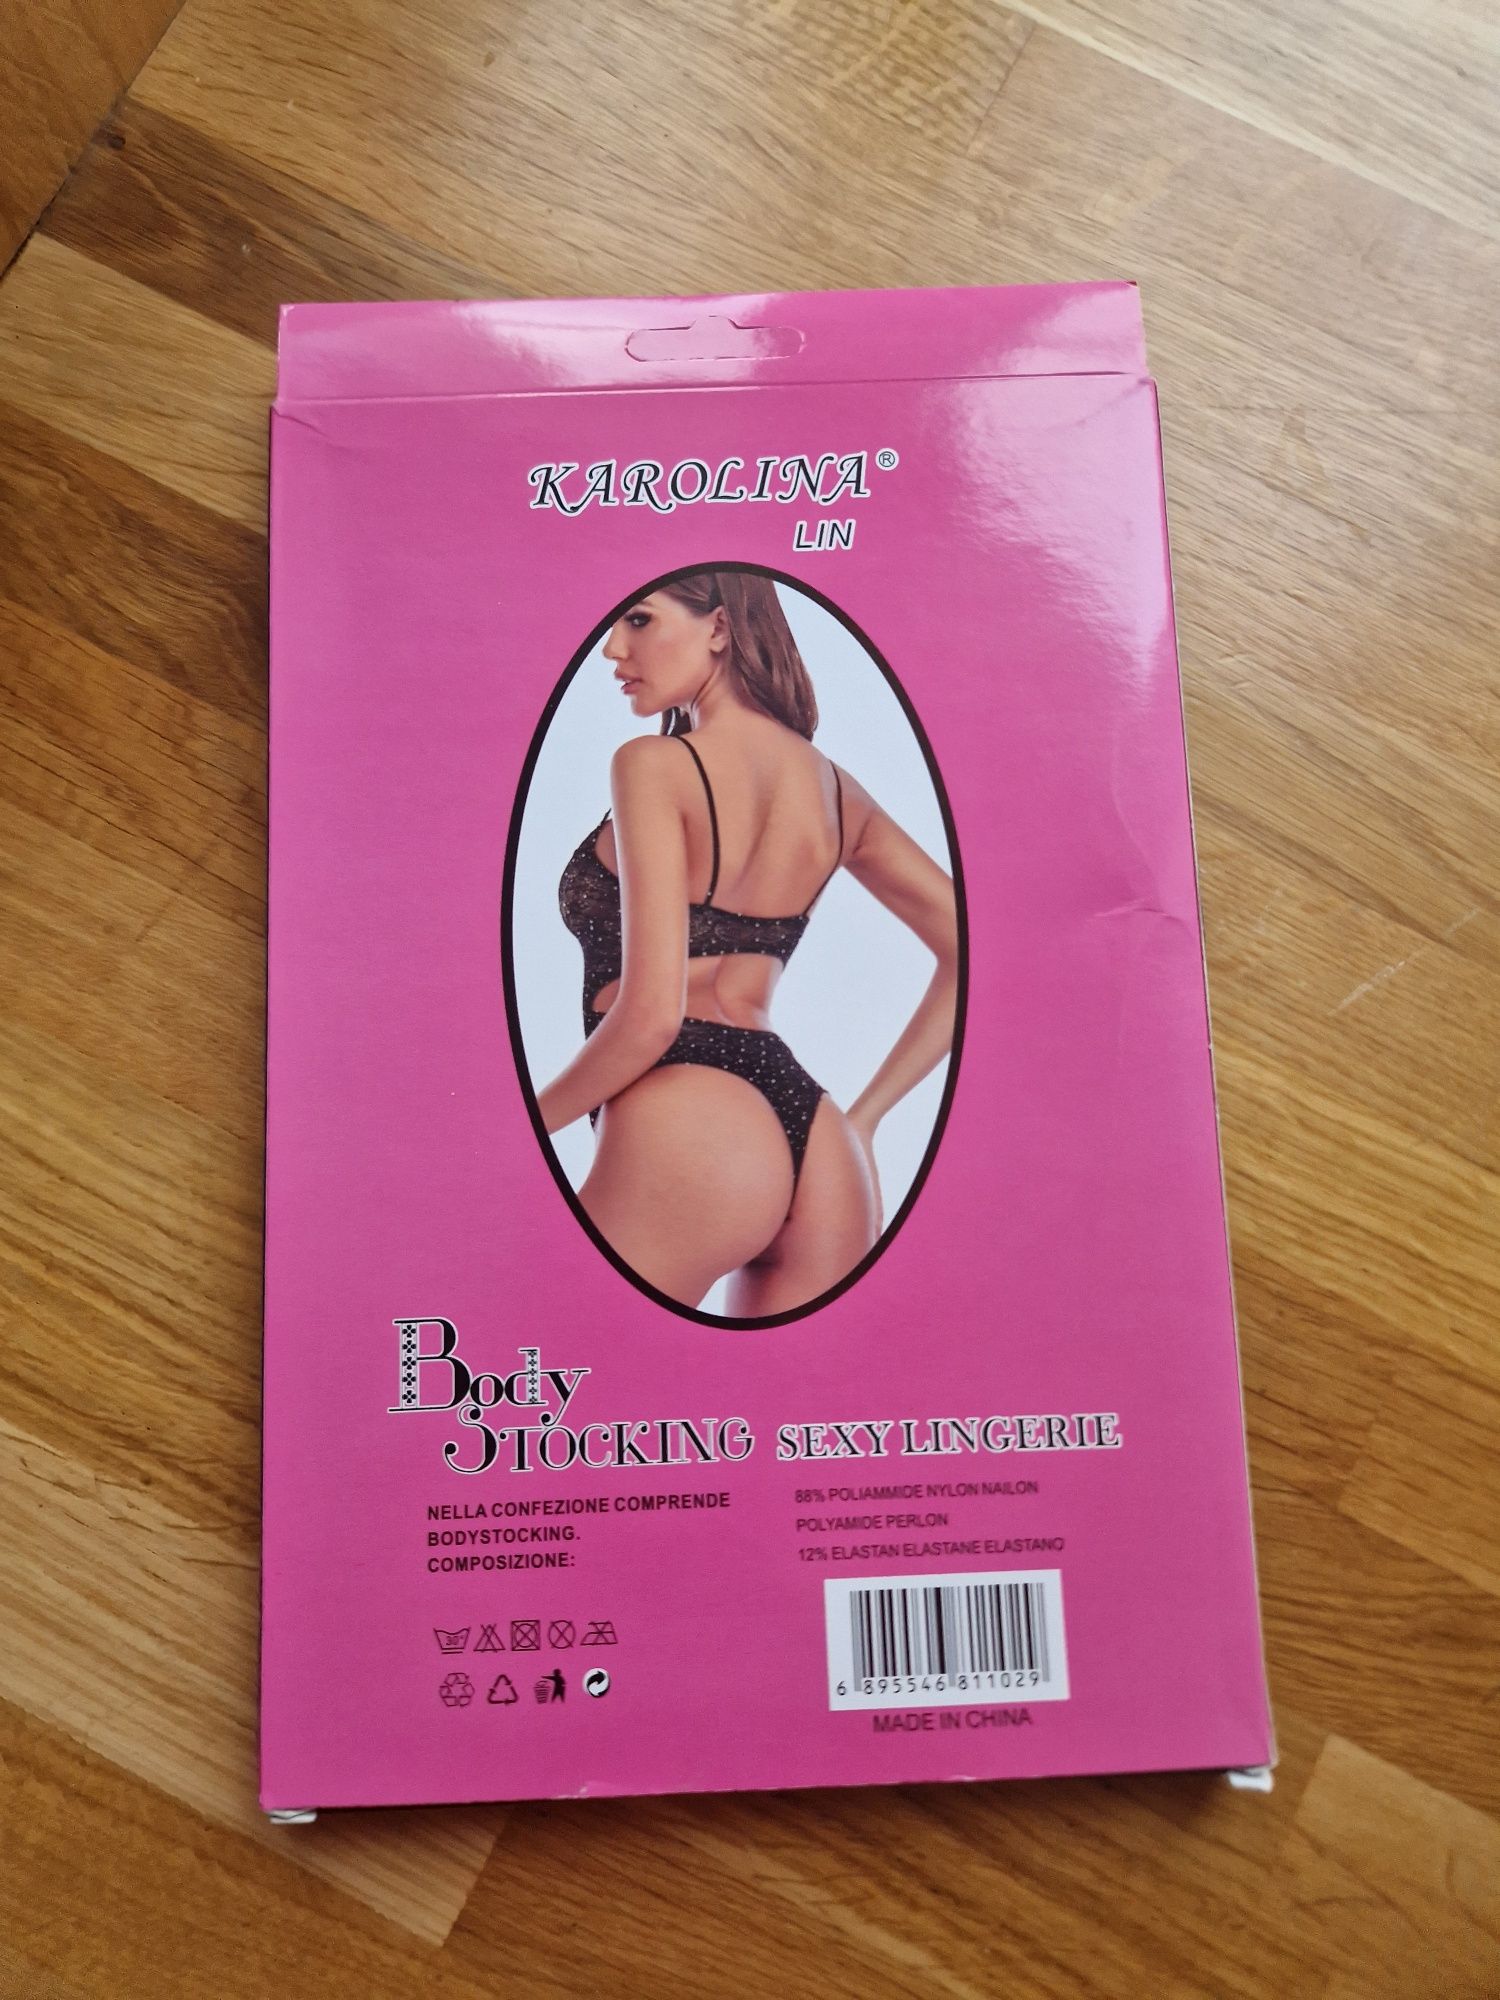 KAROLINA®
LIN
Body
STOCKING SEXY LINGERIE
NELLA CONFEZIONE COMPRENDE
BODYSTOCKING.
COMPOSIZIONE:
88% POLIAMMIDE NYLON NAILON
POLYAMIDE PERLON
12% ELASTAN ELASTANE ELASTANO
30°
6 895546 811029
MADE IN CHINA